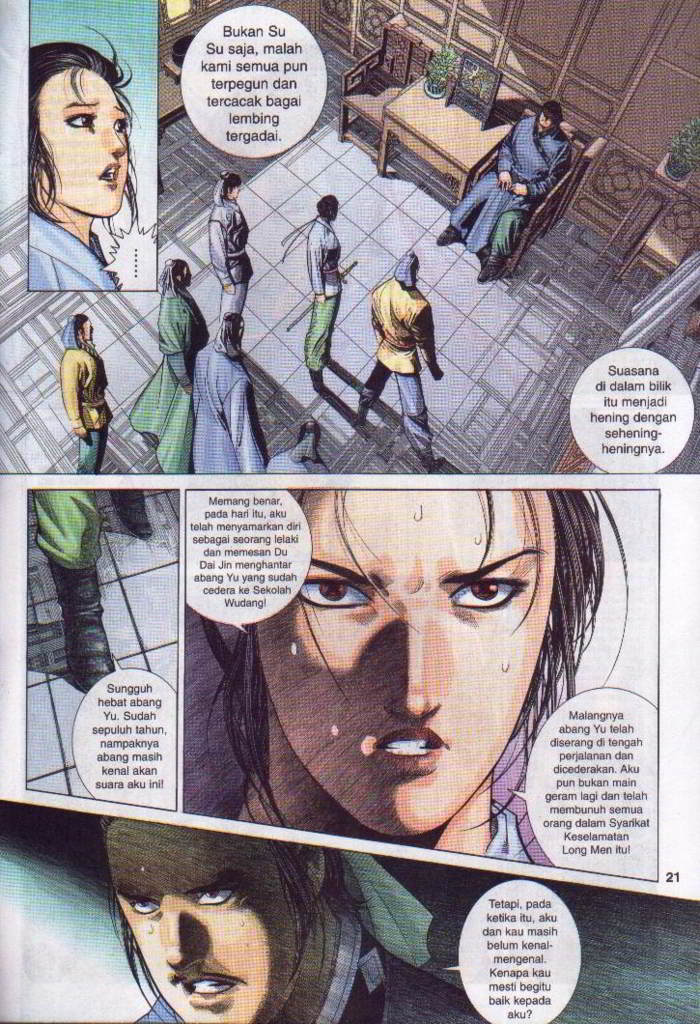 Bukan Su
Su saja, malah
kami semua pun
terpegun dan
tercacak bagai
lembing
tergadai.
......
Suasana
di dalam bilik
itu menjadi
hening dengan
sehening-
heningnya.
Memang benar,
pada hari itu, aku
telah menyamarkan diri
sebagai seorang lelaki
dan memesan Du
Dai Jin menghantar
abang Yu yang sudah
cedera ke Sekolah
Wudang!
Sungguh
hebat abang
Yu. Sudah
sepuluh tahun,
nampaknya
abang masih
kenal akan
suara aku ini!
Malangnya
abang Yu telah
diserang di tengah
perjalanan dan
dicederakan. Aku
pun bukan main
geram lagi dan telah
membunuh semua
orang dalam Syarikat
Keselamatan
Long Men itu!
21
Tetapi, pada
ketika itu, aku
dan kau masih
belum kenal-
mengenal.
Kenapa kau
mesti begitu
baik kepada
aku?